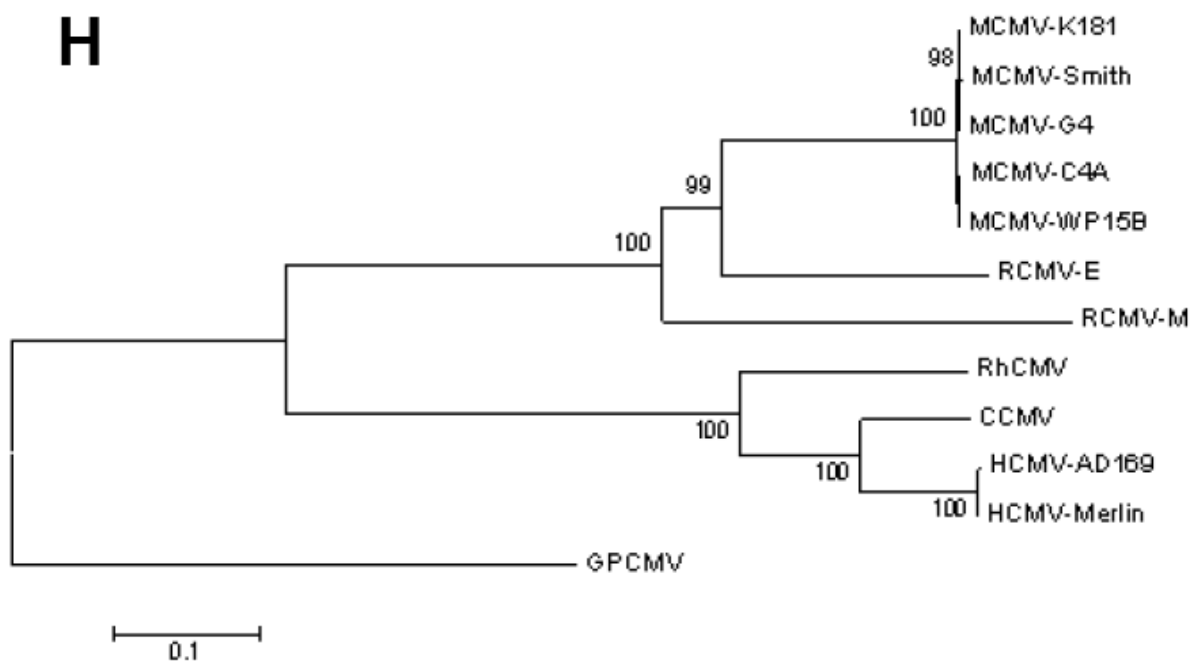 H
MCMV-K181
98
MCMV-Smith
100
MCMV-G4
MCMV-C4A
99
MCMV-WP15B
100
RCMV-E
RCMV-M
RhCMV
100
CCMV
100
HCMV-AD169
100
HCMV-Merlin
GPCMV
0.1